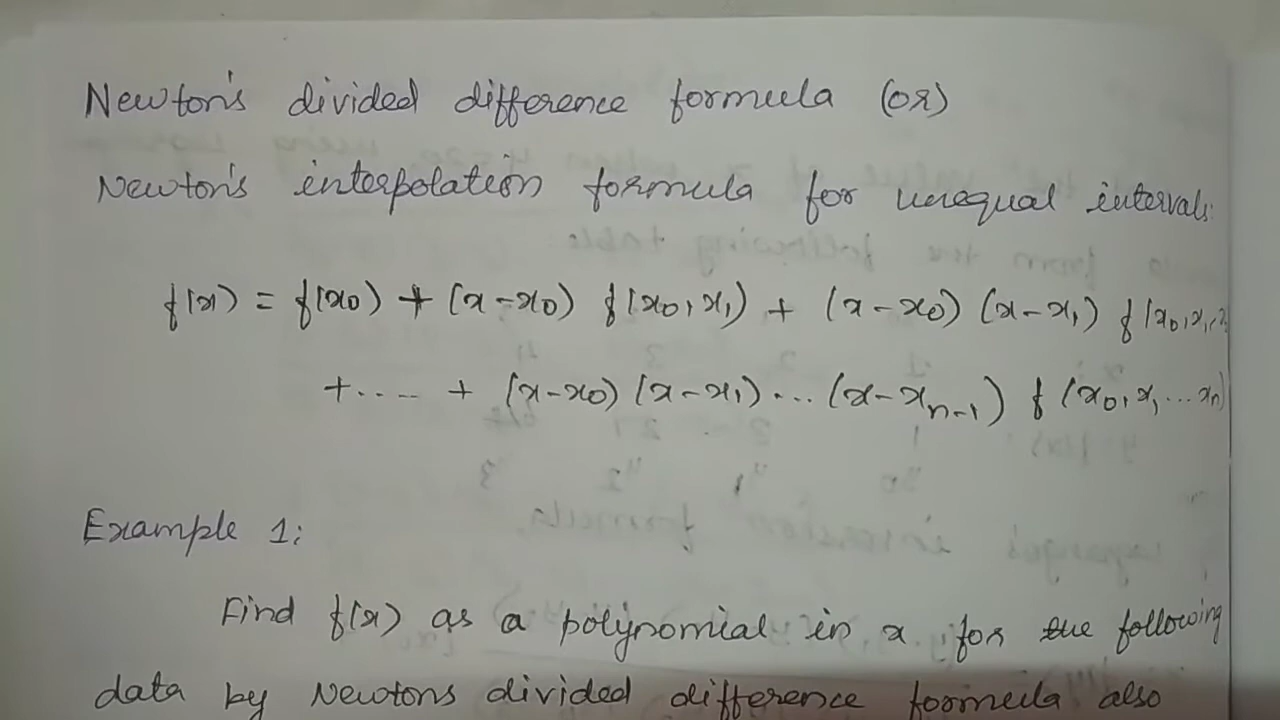 Newton's divided difference formula (or)
Newton's interpolation formula for unequal intervals:
f(x) = f(x0) + (x-x0) f(x0,x1) + (x-x0) (x-x1) f(x0,x1,x2
+..... + (x-x0) (x-x1)... (x-xn-1) f(x0,x1...xn)
Example 1:
Find f(x) as a polynomial in x for the following
data by Newtons divided difference formula also